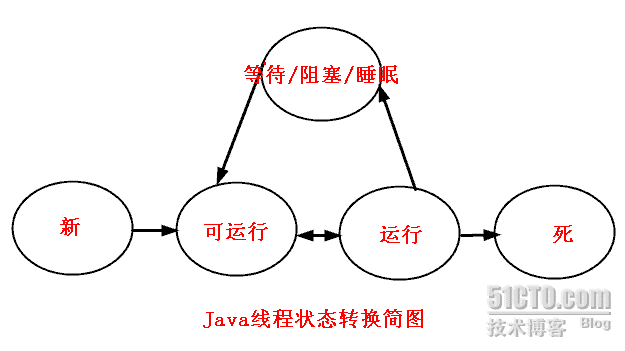 等待/阻塞/睡眠
新
可运行
运行
死
Java线程状态转换简图
51CTO.com
技术博客 Blog